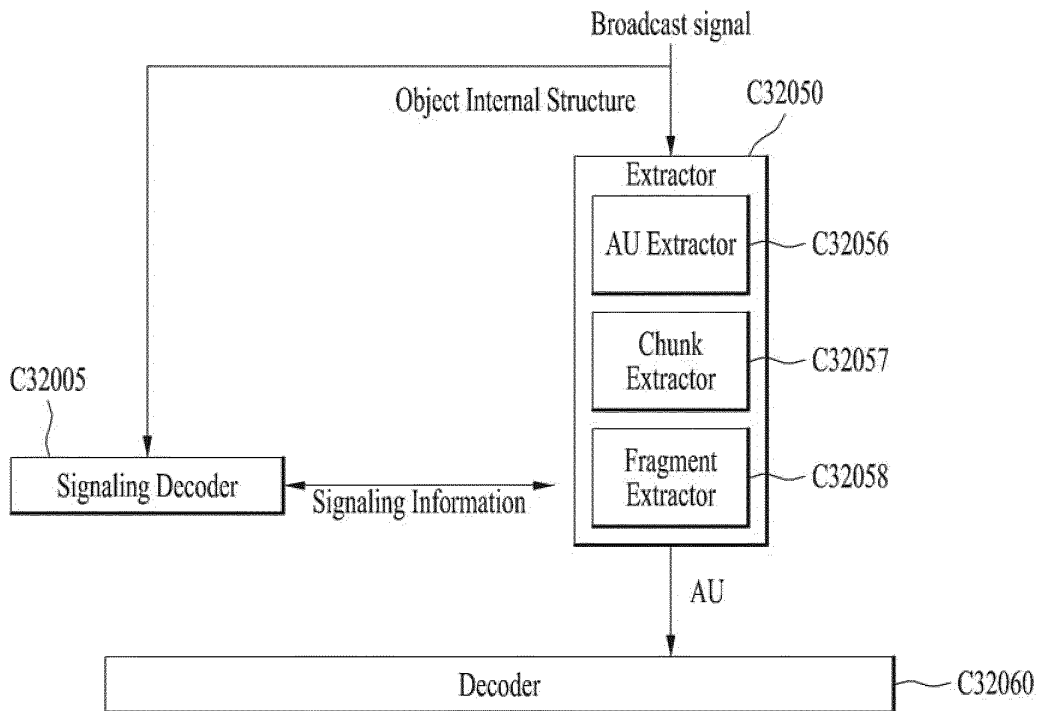 Broadcast signal
Object Internal Structure
C32050
Extractor
AU Extractor
C32056
Chunk
Extractor
C32057
C32005
Signaling Decoder
Signaling Information
Fragment
Extractor
C32058
AU
Decoder
C32060